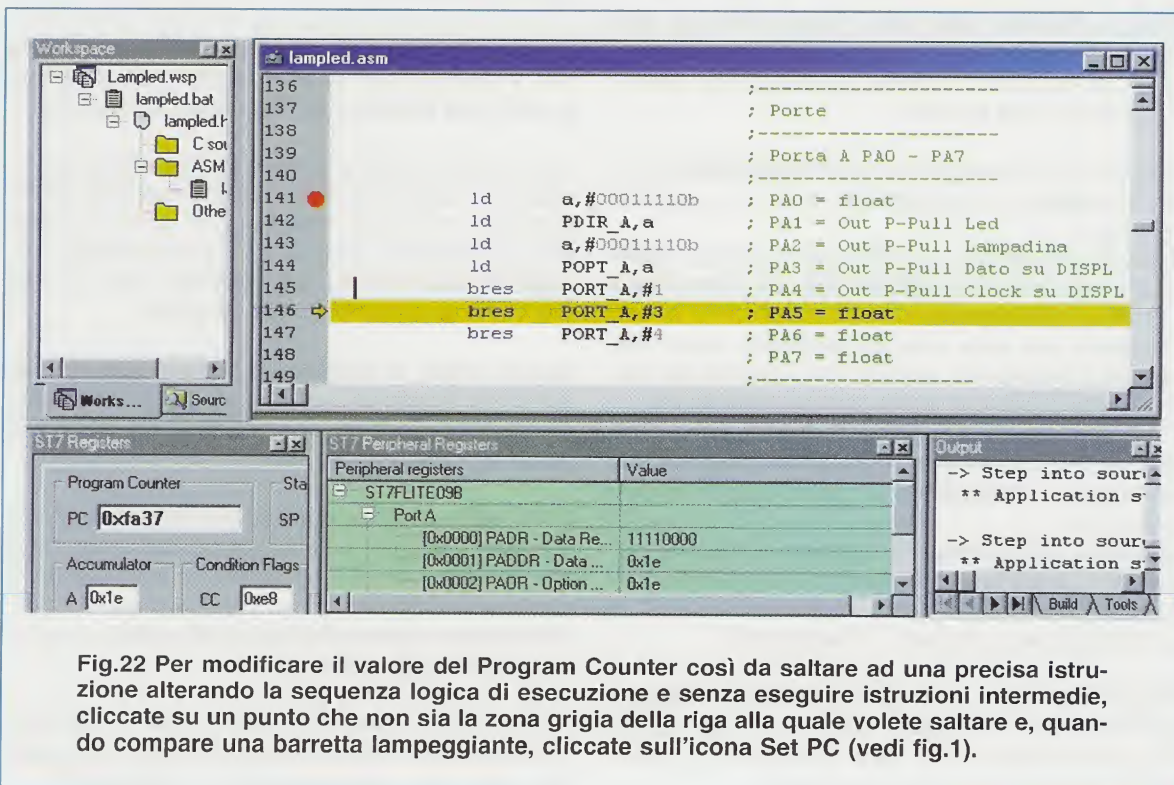 Workspace
Lampled.wsp
lampled.bat
lampled.h
C sou
ASM
Othe
Works...
Sourc
lampled.asm
136 ;----------------------
137 ; Porte
138 ;----------------------
139 ; Porta A PA0 - PA7
140 ;----------------------
141 ld a,#00011110b ; PA0 = float
142 ld PDIR_A,a ; PA1 = Out P-Pull Led
143 ld a,#00011110b ; PA2 = Out P-Pull Lampadina
144 ld POPT_A,a ; PA3 = Out P-Pull Dato su DISPL
145 bres PORT_A,#1 ; PA4 = Out P-Pull Clock su DISPL
146 bres PORT_A,#3 ; PA5 = float
147 bres PORT_A,#4 ; PA6 = float
148 ; PA7 = float
149 ;--------------------
ST7 Registers
Program Counter
Sta
PC 0xfa37
SP
Accumulator
Condition Flags
A 0x1e
CC 0xe8
ST7 Peripheral Registers
Peripheral registers Value
ST7FLITE09B
Port A
[0x0000] PADR - Data Re... 11110000
[0x0001] PADDR - Data ... 0x1e
[0x0002] PAOR - Option ... 0x1e
Output
-> Step into sour
** Application s
-> Step into sour
** Application s
Build
Tools
Fig.22 Per modificare il valore del Program Counter così da saltare ad una precisa istru-
zione alterando la sequenza logica di esecuzione e senza eseguire istruzioni intermedie,
cliccate su un punto che non sia la zona grigia della riga alla quale volete saltare e, quan-
do compare una barretta lampeggiante, cliccate sull'icona Set PC (vedi fig.1).